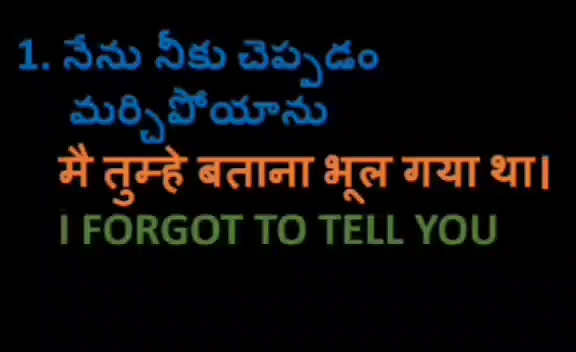 1. నేను నీకు చెప్పడం
మర్చిపోయాను
मै तुम्हे बताना भूल गया था।
I FORGOT TO TELL YOU